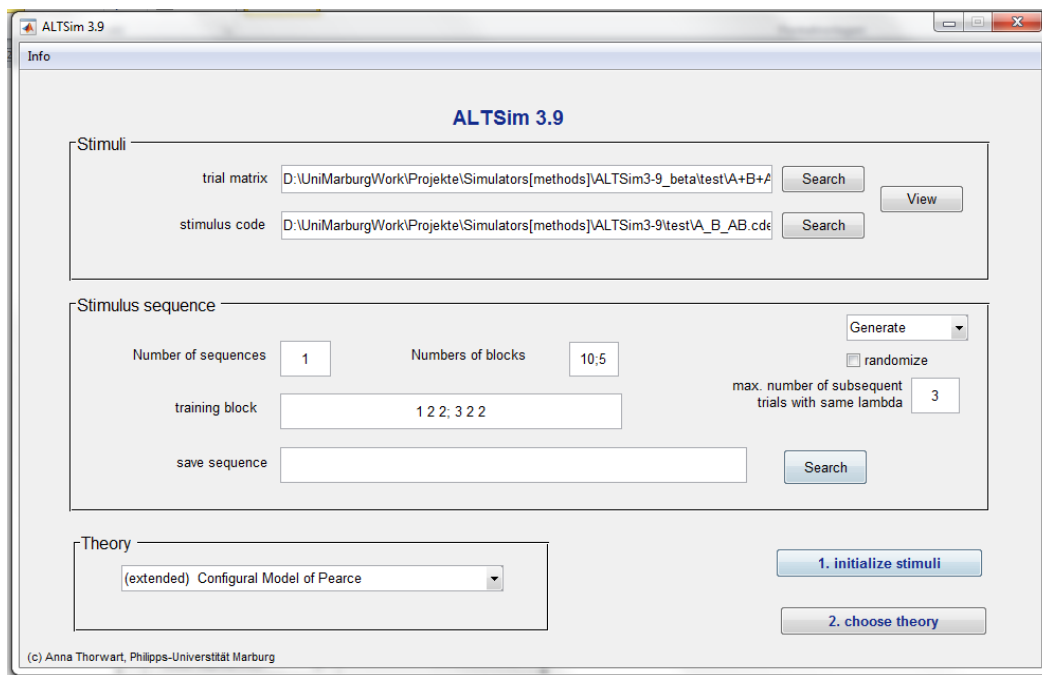 ALTSim 3.9
Info
ALTSim 3.9
Stimuli
trial matrix D:\UniMarburgWork\Projekte\Simulators[methods]\ALTSim3-9_beta\test\A+B+A Search
View
stimulus code D:\UniMarburgWork\Projekte\Simulators[methods]\ALTSim3-9\test\A_B_AB.cde Search
Stimulus sequence
Generate
Number of sequences 1 Numbers of blocks 10;5 randomize
max. number of subsequent
trials with same lambda 3
training block 1 2 2; 3 2 2
save sequence Search
Theory
(extended) Configural Model of Pearce
1. initialize stimuli
2. choose theory
(c) Anna Thorwart, Philipps-Universtität Marburg